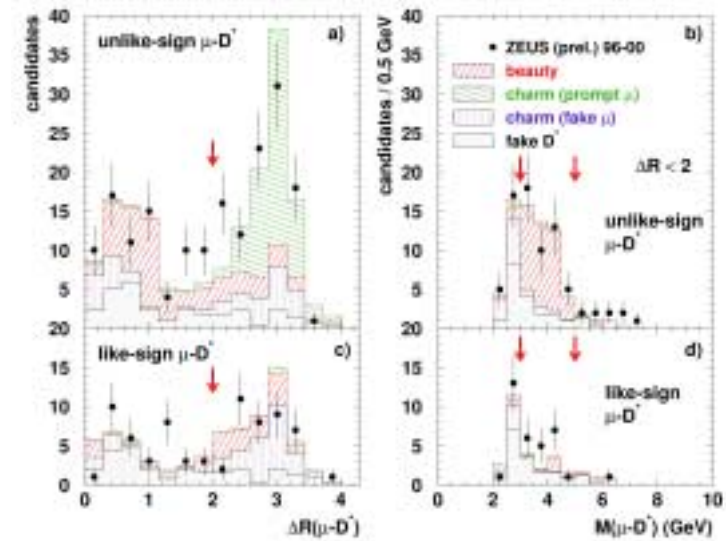 candidates
40
35
30
25
20
15
10
5
20
unlike-sign μ-D*
a)
candidates / 0.5 GeV
40
35
30
25
20
15
10
5
20
b)
ZEUS (prel.) 96-00
beauty
charm (prompt μ)
charm (fake μ)
fake D*
ΔR < 2
unlike-sign
μ-D*
like-sign μ-D*
c)
15
10
5
0
0 1 2 3 4
ΔR(μ-D*)
d)
15
10
5
0
like-sign
μ-D*
0 2 4 6 8 10
M(μ-D*) (GeV)